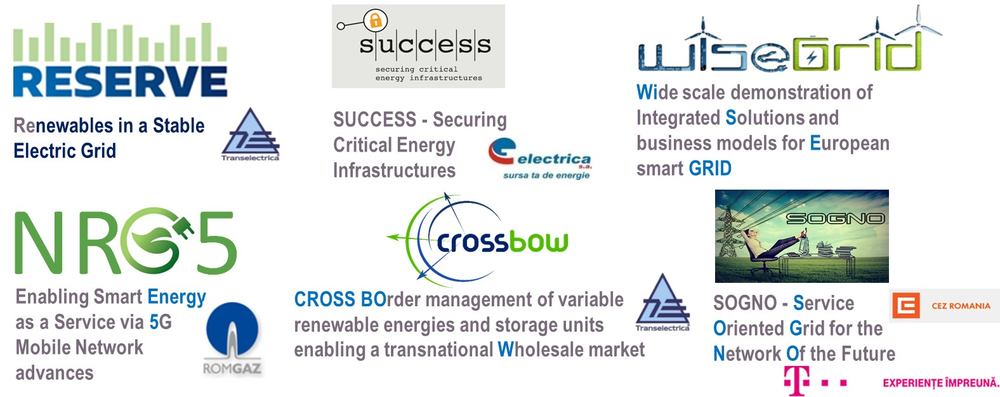 RESERVE
Renewables in a Stable
Electric Grid
Transelectrica
success
securing critical
energy infrastructures
SUCCESS - Securing
Critical Energy
Infrastructures
electrica
s.a.
sursa ta de energie
wiseGrid
Wide scale demonstration of
Integrated Solutions and
business models for European
smart GRID
NRG5
Enabling Smart Energy
as a Service via 5G
Mobile Network
advances
ROMGAZ
crossbow
CROSS BOrder management of variable
renewable energies and storage units
enabling a transnational Wholesale market
Transelectrica
SOGNO
SOGNO - Service
Oriented Grid for the
Network Of the Future
CEZ ROMANIA
T
EXPERIENȚE ÎMPREUNĂ.